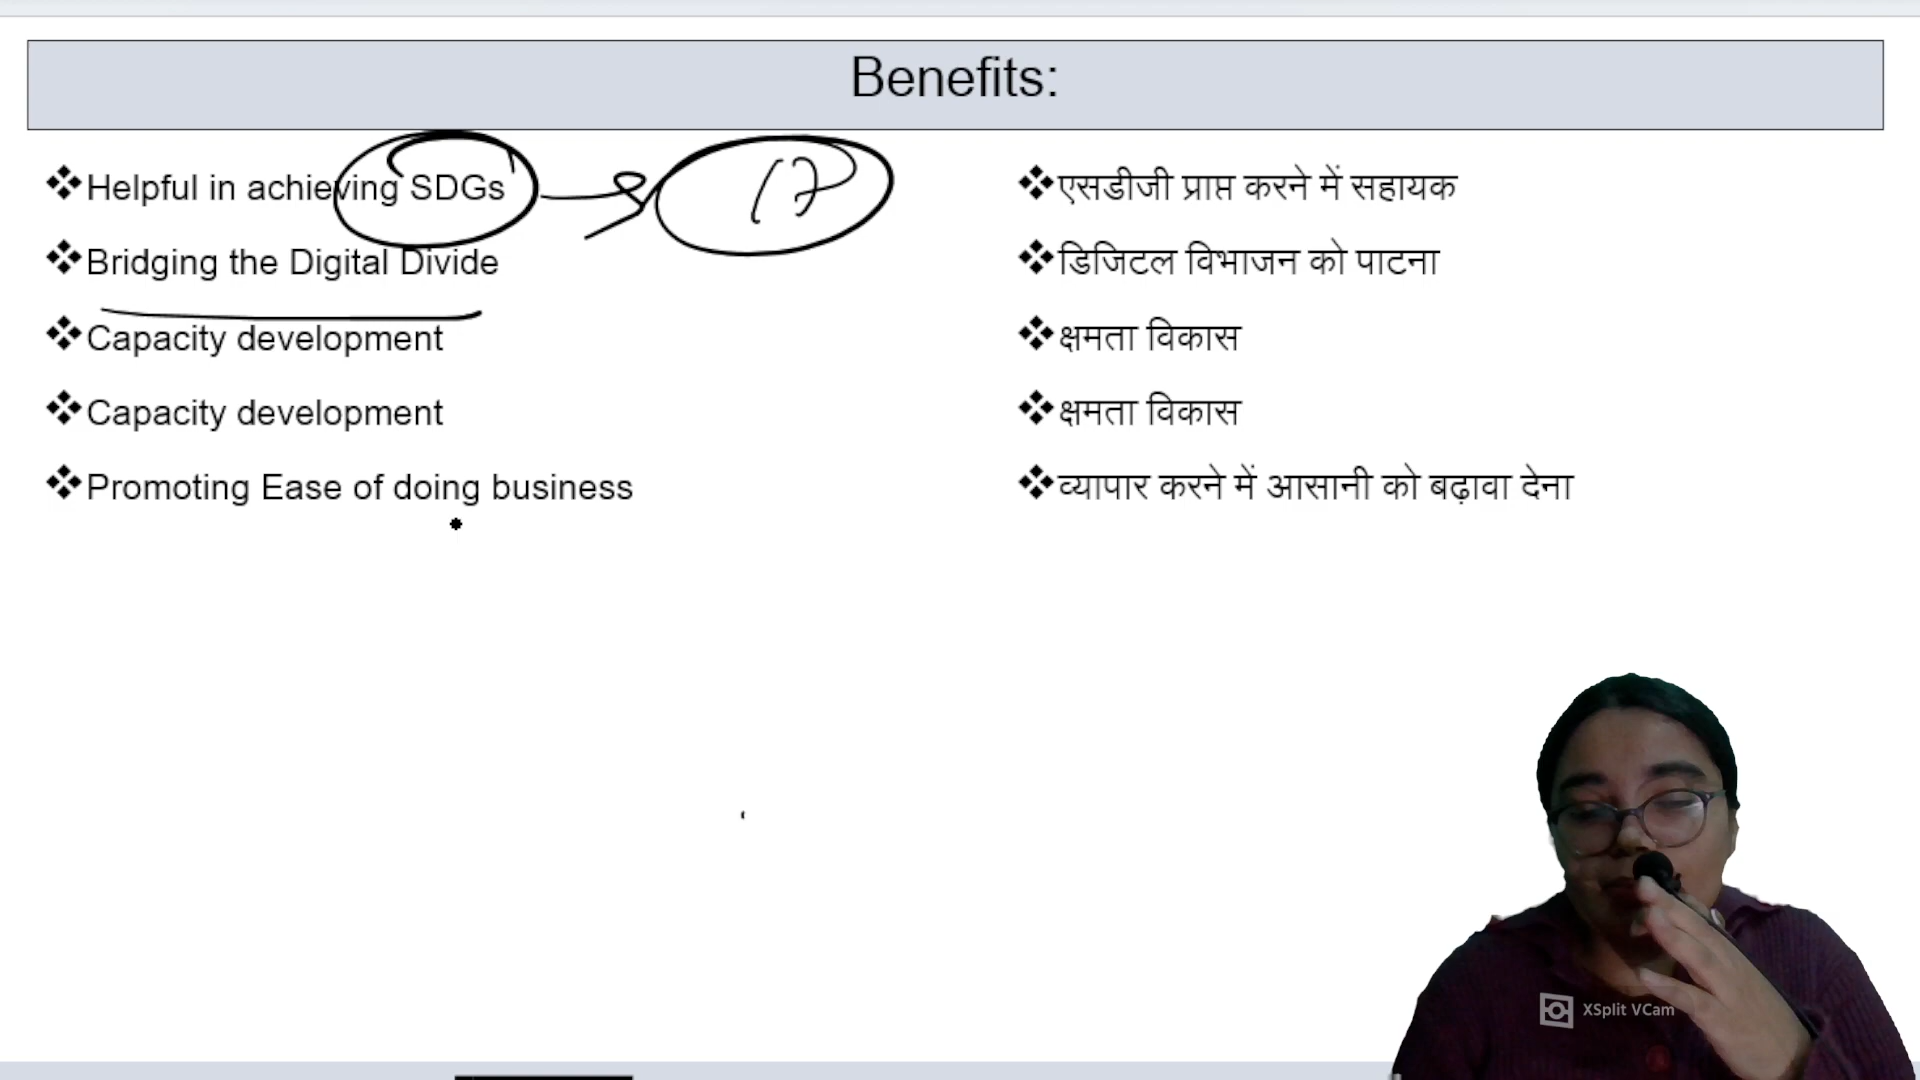 Benefits:
❖Helpful in achieving SDGs
17
❖Bridging the Digital Divide
❖Capacity development
❖Capacity development
❖Promoting Ease of doing business
❖एसडीजी प्राप्त करने में सहायक
❖डिजिटल विभाजन को पाटना
❖क्षमता विकास
❖क्षमता विकास
❖व्यापार करने में आसानी को बढ़ावा देना
XSplit VCam